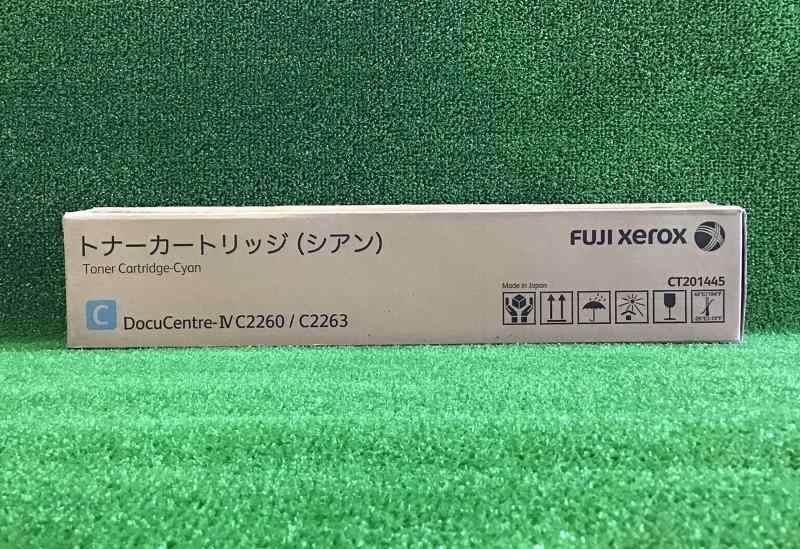 トナーカートリッジ (シアン)
Toner Cartridge-Cyan
C DocuCentre-Ⅳ C2260 / C2263
FUJI xerox
CT201445
Made in Japan